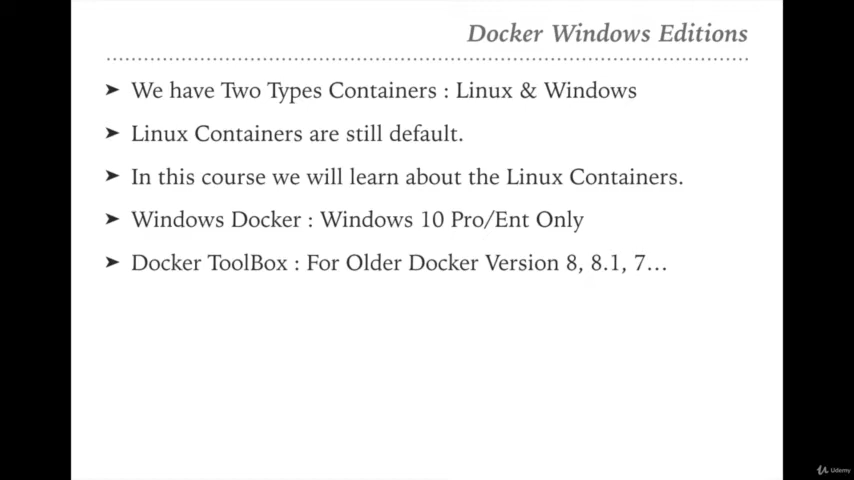 Docker Windows Editions
➤ We have Two Types Containers : Linux & Windows
➤ Linux Containers are still default.
➤ In this course we will learn about the Linux Containers.
➤ Windows Docker : Windows 10 Pro/Ent Only
➤ Docker ToolBox : For Older Docker Version 8, 8.1, 7…
Udemy